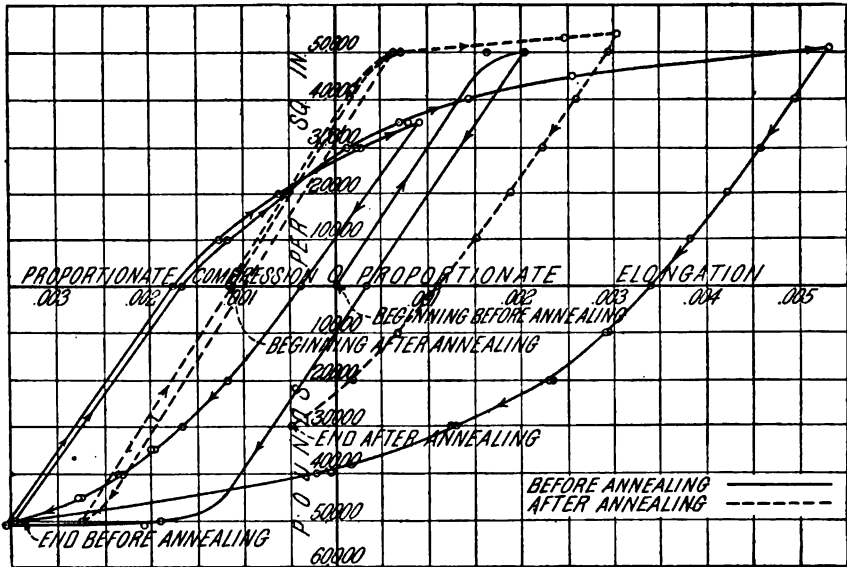 50000
40000
30000
20000
10000
POUNDS PER SQ. IN.
PROPORTIONATE COMPRESSION O PROPORTIONATE ELONGATION
.003 .002 .001 .001 .002 .003 .004 .005
BEGINNING BEFORE ANNEALING
10000
BEGINNING AFTER ANNEALING
20000
30000
END AFTER ANNEALING
40000
BEFORE ANNEALING
AFTER ANNEALING
50000
END BEFORE ANNEALING
60000